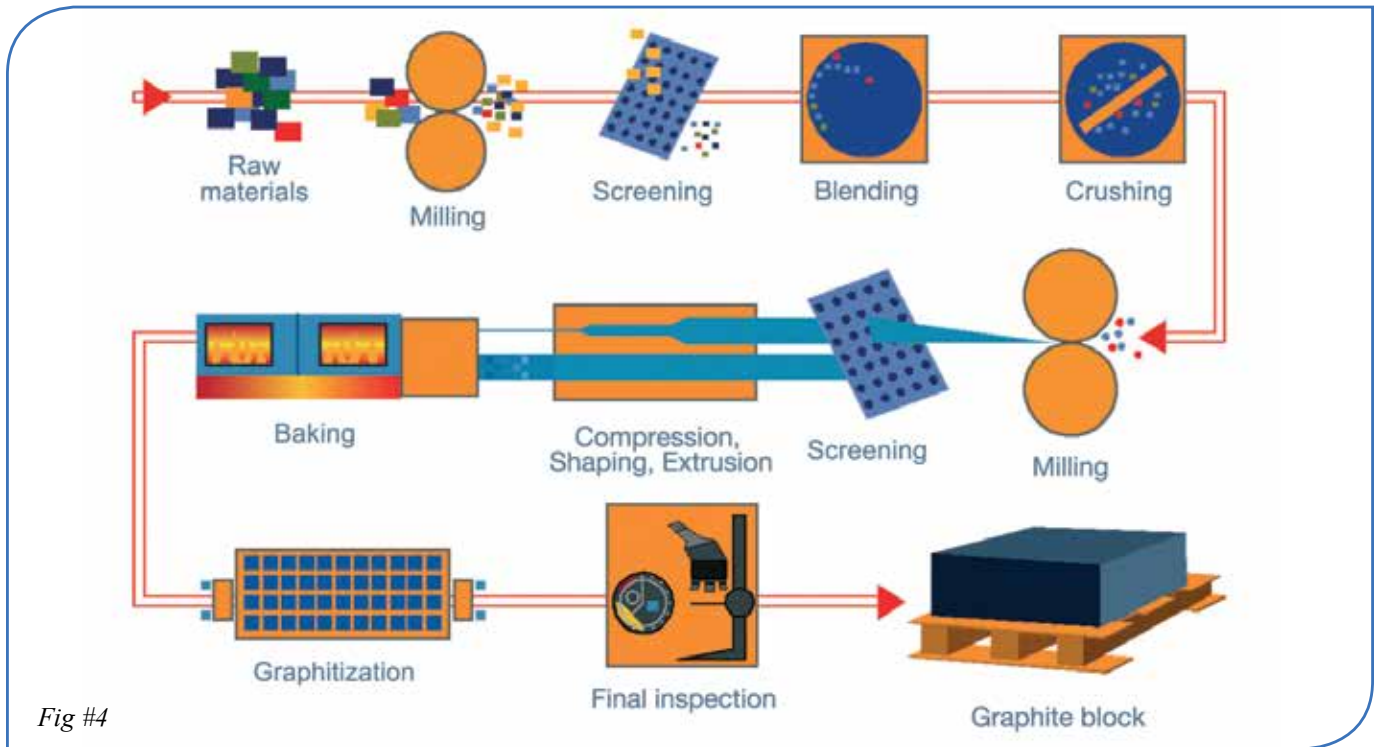 Raw
materials
Milling
Screening
Blending
Crushing
Baking
Compression,
Shaping, Extrusion
Screening
Milling
Graphitization
Final inspection
Graphite block
Fig #4